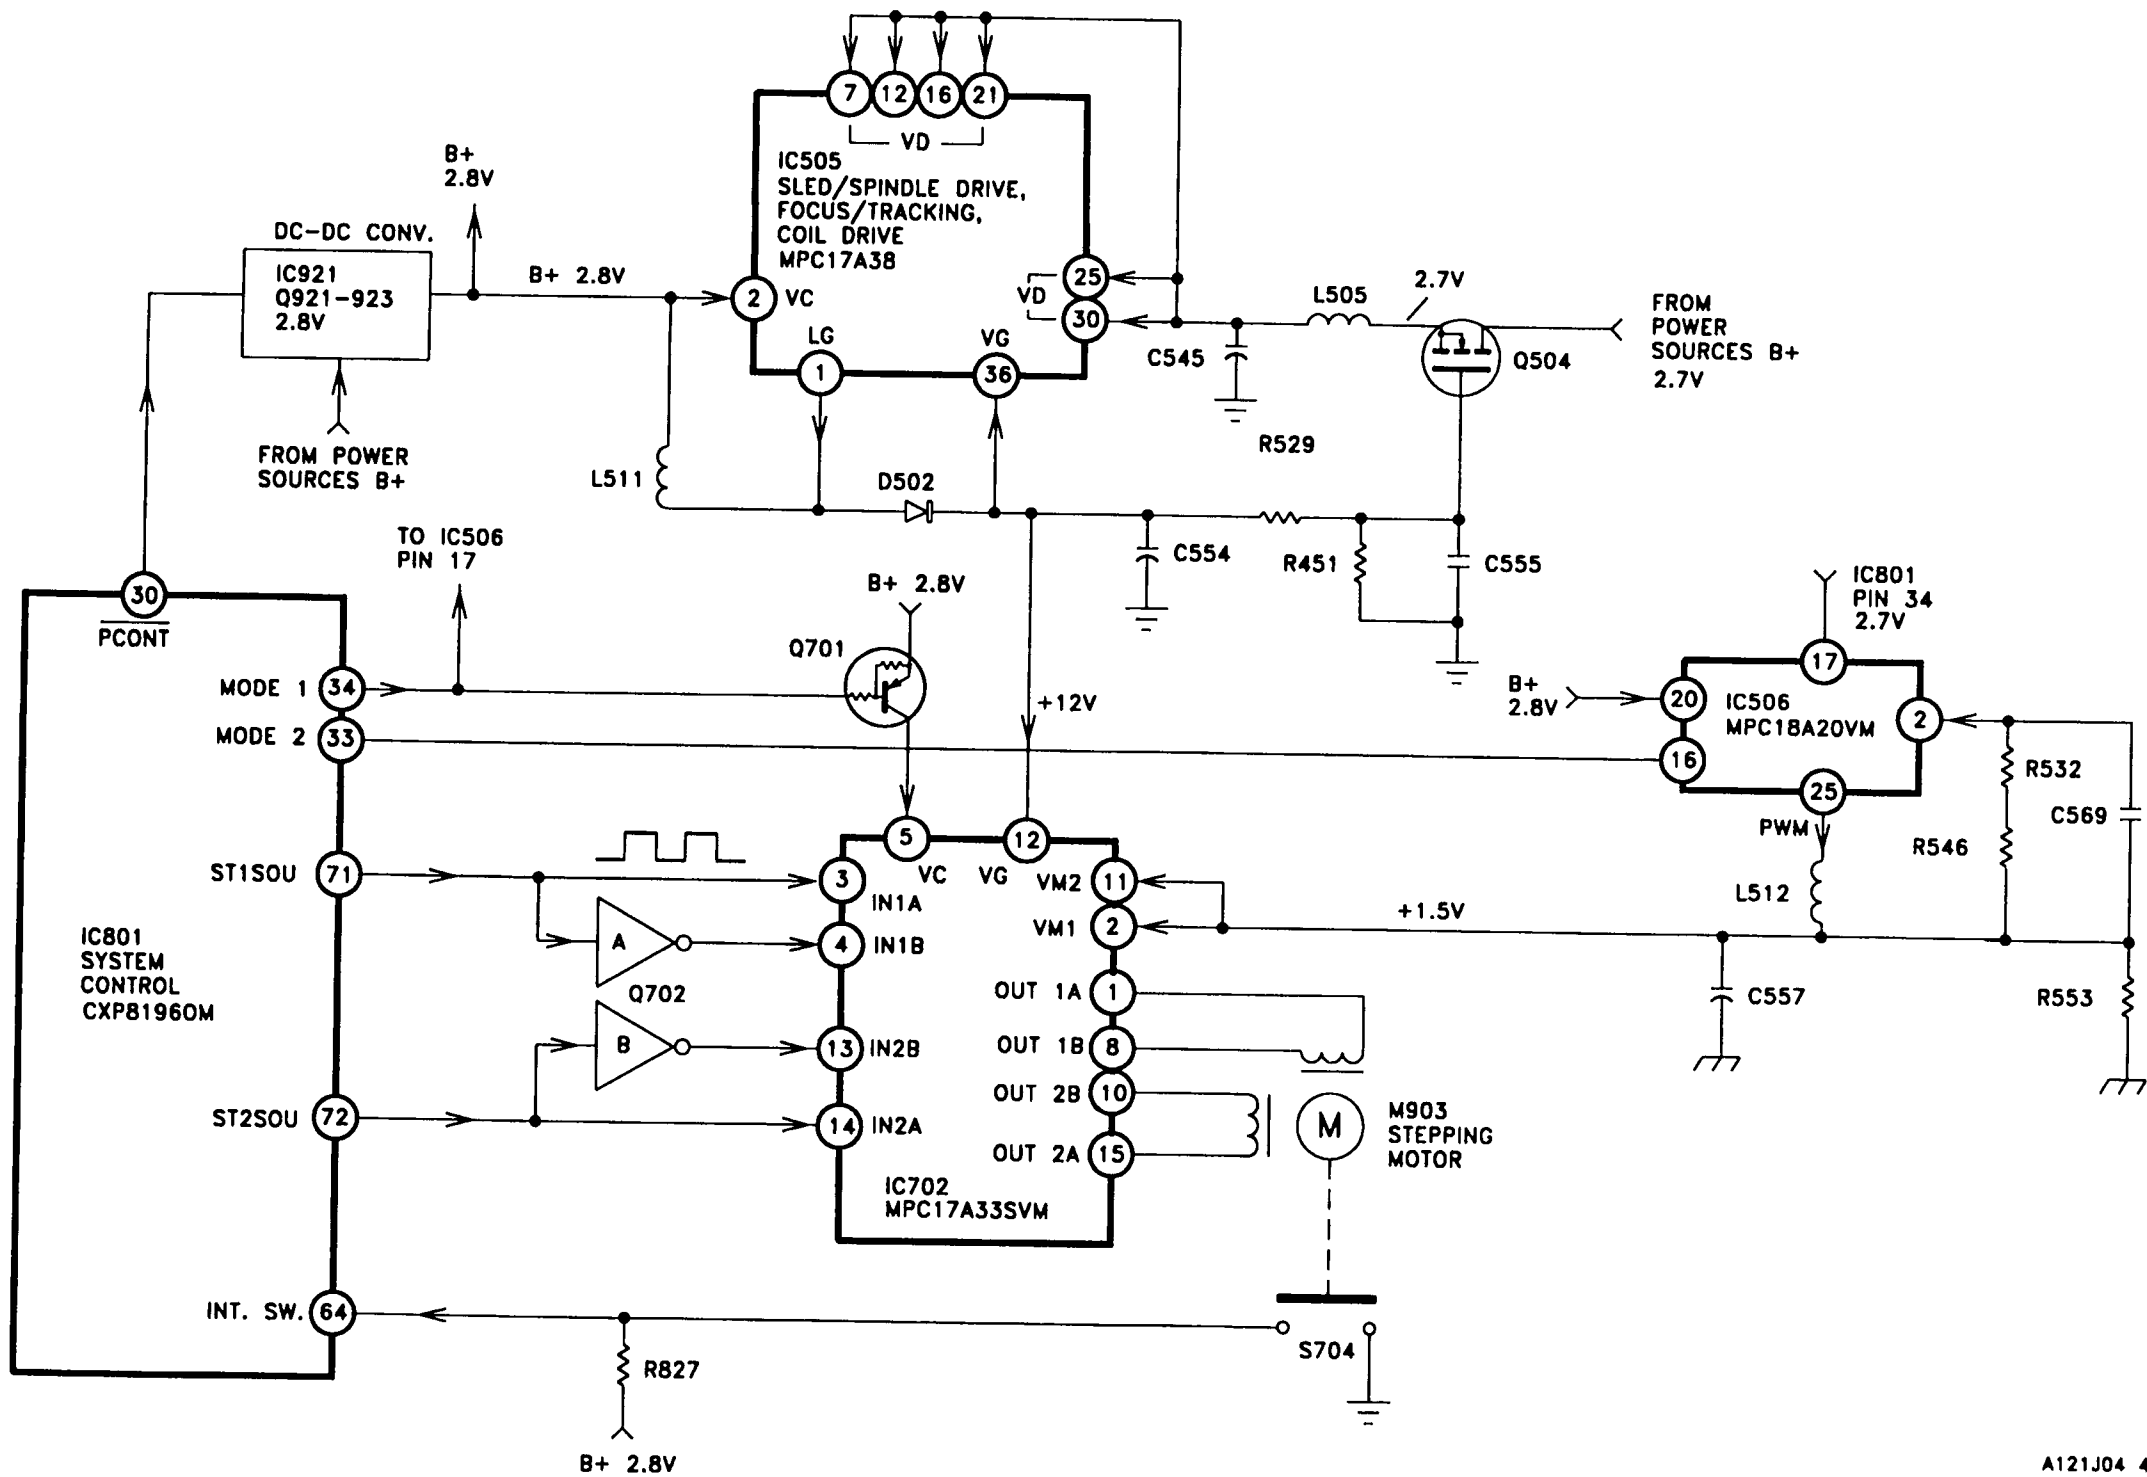 7
12
16
21
VD
IC505
SLED/SPINDLE DRIVE,
FOCUS/TRACKING,
COIL DRIVE
MPC17A38
B+
2.8V
DC-DC CONV.
IC921
Q921-923
2.8V
B+ 2.8V
2
VC
25
VD
30
LG
1
VG
36
C545
L505
2.7V
Q504
FROM
POWER
SOURCES B+
2.7V
FROM POWER
SOURCES B+
L511
D502
R529
C554
R451
C555
TO IC506
PIN 17
B+ 2.8V
Q701
+12V
30
PCONT
MODE 1
34
MODE 2
33
ST1SOU
71
IC801
SYSTEM
CONTROL
CXP81960M
ST2SOU
72
INT. SW.
64
IC801
PIN 34
2.7V
17
B+
2.8V
20
IC506
MPC18A20VM
2
16
25
PWM
R532
R546
C569
L512
+1.5V
C557
R553
5
VC
12
VG
3
IN1A
4
IN1B
A
Q702
B
13
IN2B
14
IN2A
VM2
11
VM1
2
OUT 1A
1
OUT 1B
8
OUT 2B
10
OUT 2A
15
IC702
MPC17A33SVM
M
M903
STEPPING
MOTOR
S704
R827
B+ 2.8V
A121J04 4